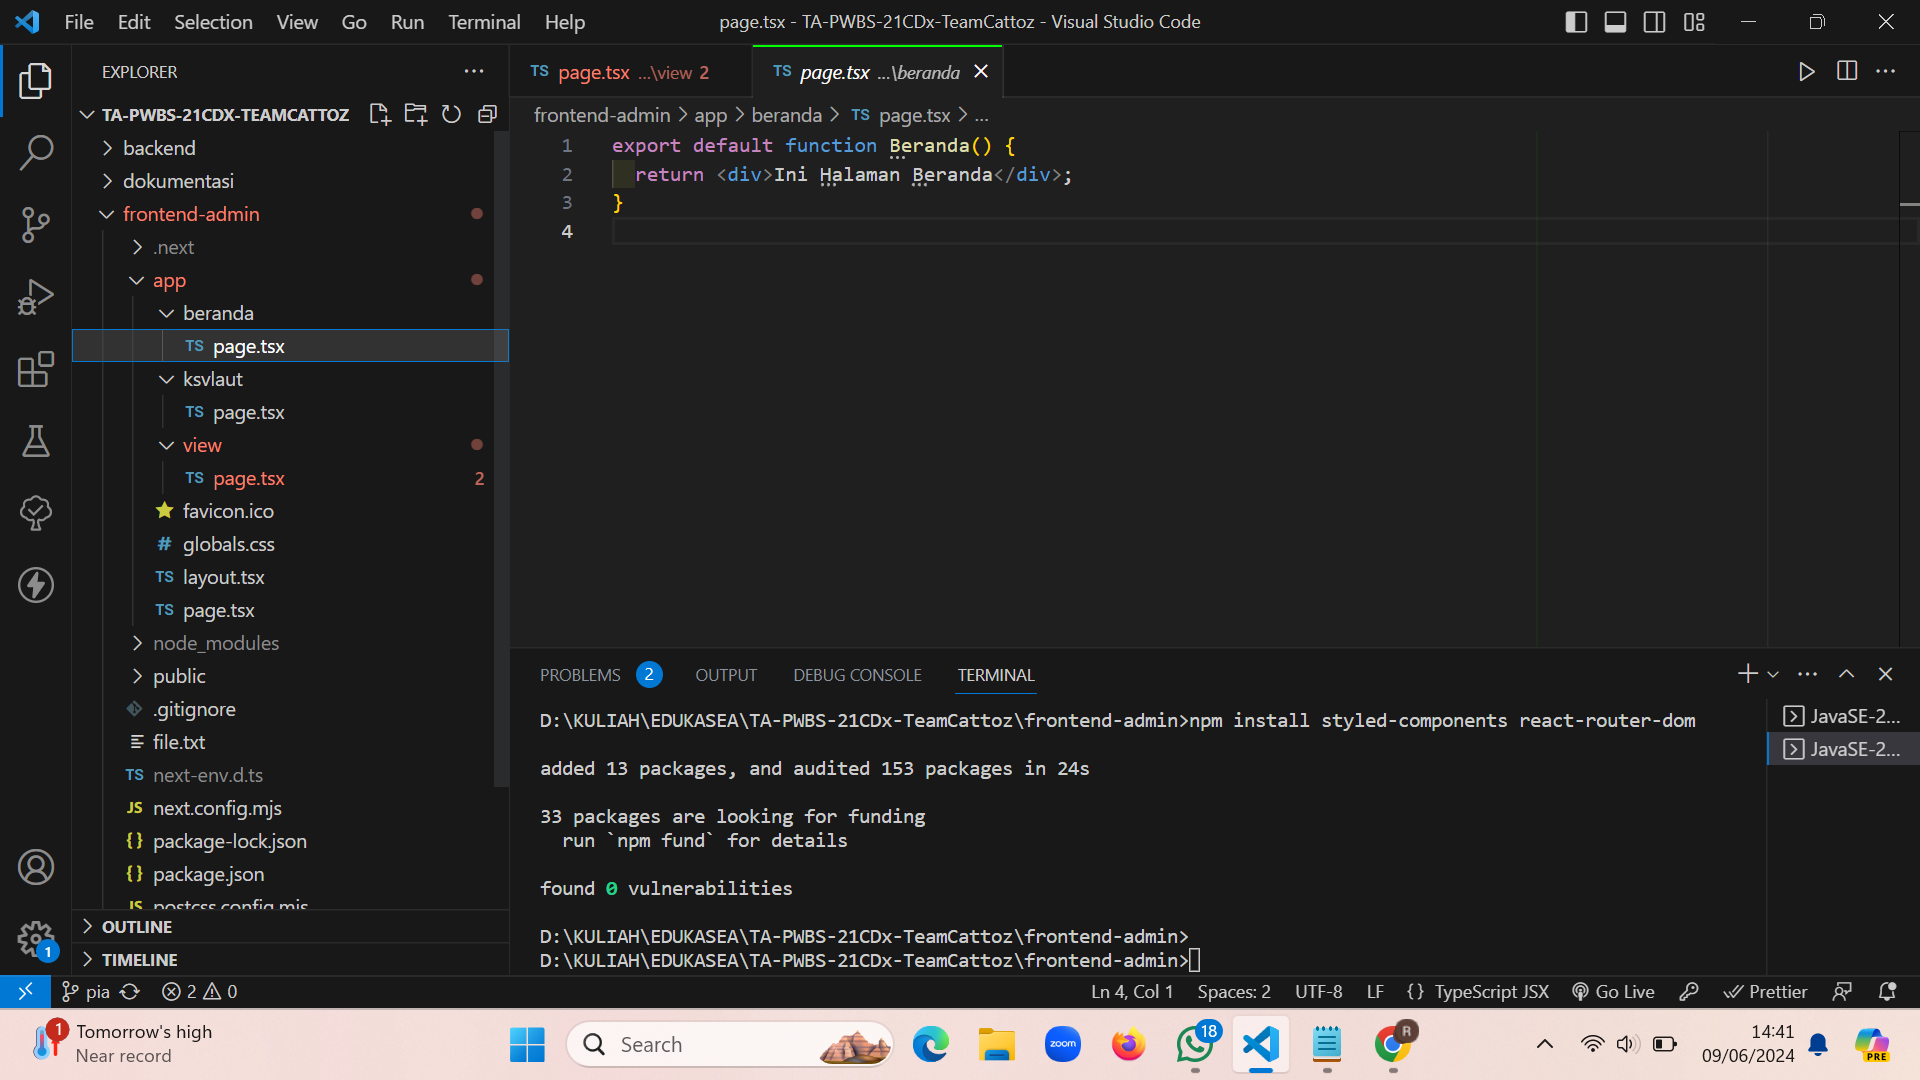 File Edit Selection View Go Run Terminal Help
page.tsx - TA-PWBS-21CDx-TeamCattoz - Visual Studio Code
EXPLORER
TA-PWBS-21CDX-TEAMCATTOZ
backend
dokumentasi
frontend-admin
.next
app
beranda
TS page.tsx
ksvlaut
TS page.tsx
view
TS page.tsx 2
favicon.ico
# globals.css
TS layout.tsx
TS page.tsx
node_modules
public
.gitignore
file.txt
TS next-env.d.ts
JS next.config.mjs
{} package-lock.json
{} package.json
JS postcss.config.mjs
OUTLINE
TIMELINE
1
TS page.tsx ...\view 2
TS page.tsx ...\beranda
frontend-admin > app > beranda > TS page.tsx > ...
1 export default function Beranda() {
2 return <div>Ini Halaman Beranda</div>;
3 }
4
PROBLEMS 2 OUTPUT DEBUG CONSOLE TERMINAL
D:\KULIAH\EDUKASEA\TA-PWBS-21CDx-TeamCattoz\frontend-admin>npm install styled-components react-router-dom
added 13 packages, and audited 153 packages in 24s
33 packages are looking for funding
run `npm fund` for details
found 0 vulnerabilities
D:\KULIAH\EDUKASEA\TA-PWBS-21CDx-TeamCattoz\frontend-admin>
D:\KULIAH\EDUKASEA\TA-PWBS-21CDx-TeamCattoz\frontend-admin>
JavaSE-2...
JavaSE-2...
pia 2 0
Ln 4, Col 1 Spaces: 2 UTF-8 LF {} TypeScript JSX Go Live Prettier
1
Tomorrow's high
Near record
Search
zoom
18
R
14:41
09/06/2024
PRE